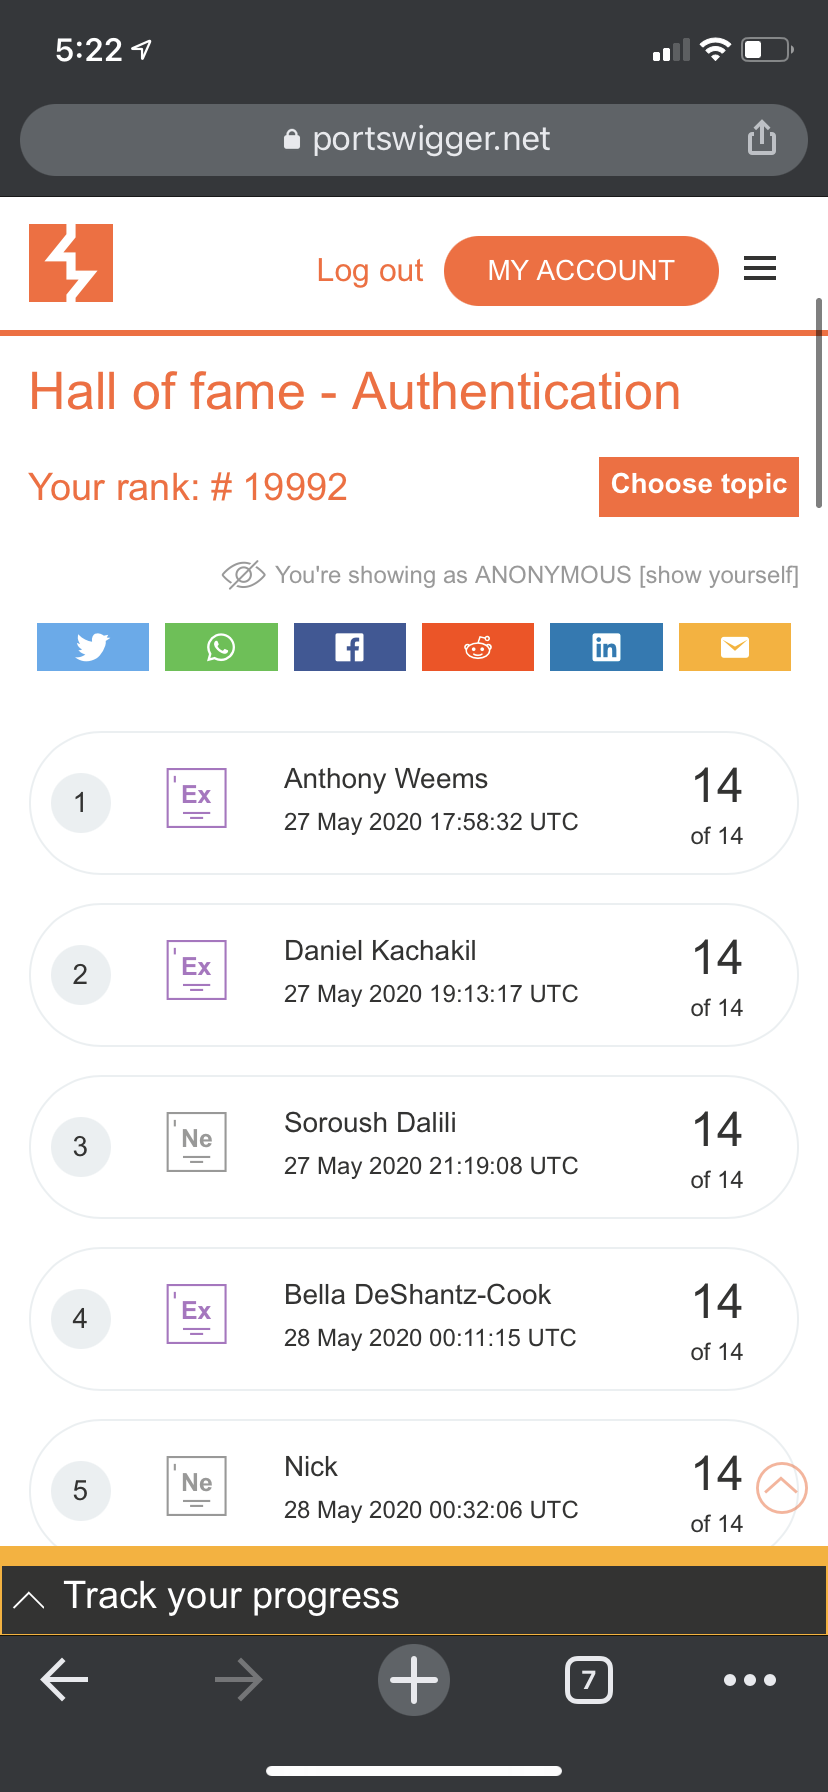 5:22
portswigger.net
Log out
MY ACCOUNT
Hall of fame - Authentication
Your rank: # 19992
Choose topic
You're showing as ANONYMOUS [show yourself]
1
Ex
Anthony Weems
27 May 2020 17:58:32 UTC
14
of 14
2
Ex
Daniel Kachakil
27 May 2020 19:13:17 UTC
14
of 14
3
Ne
Soroush Dalili
27 May 2020 21:19:08 UTC
14
of 14
4
Ex
Bella DeShantz-Cook
28 May 2020 00:11:15 UTC
14
of 14
5
Ne
Nick
28 May 2020 00:32:06 UTC
14
of 14
Track your progress
7